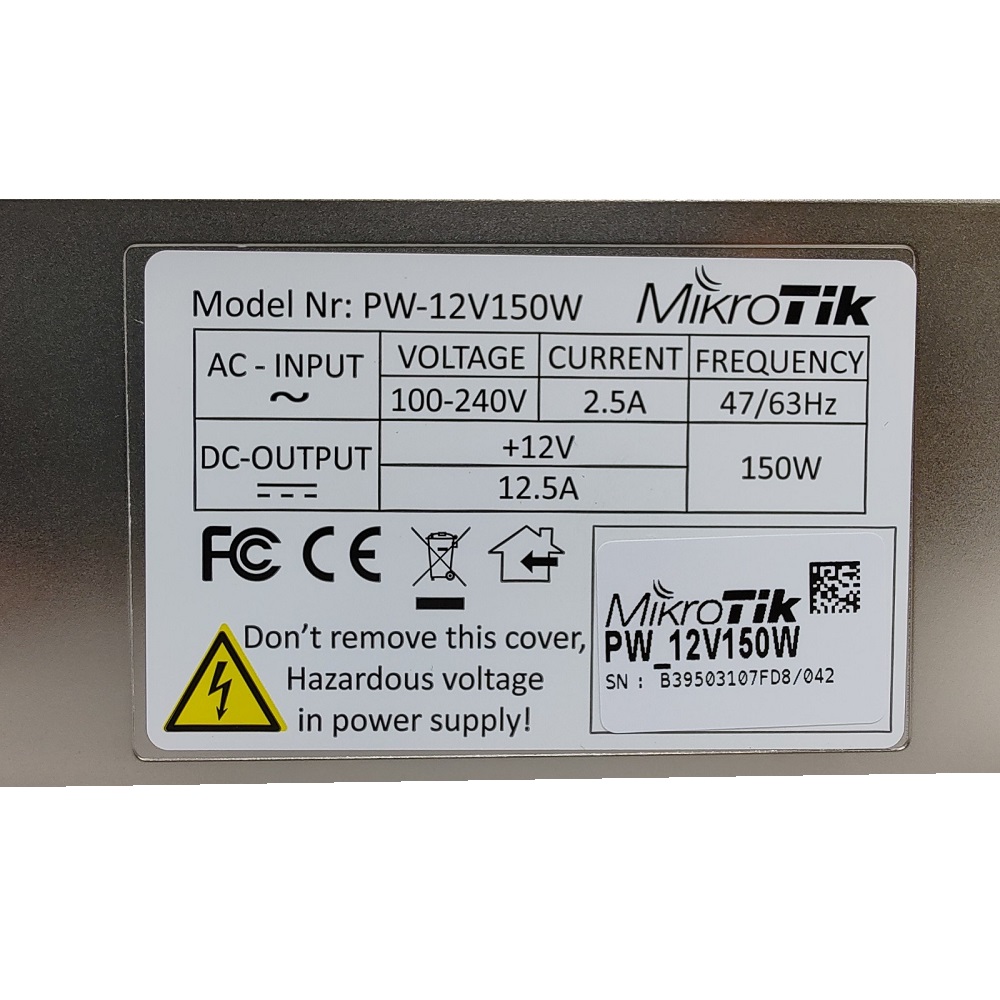 Model Nr: PW-12V150W MikroTik
AC - INPUT VOLTAGE CURRENT FREQUENCY
~ 100-240V 2.5A 47/63Hz
DC-OUTPUT +12V 150W
12.5A
FC CE
Don't remove this cover,
Hazardous voltage
in power supply!
MikroTik
PW_12V150W
SN : B39503107FD8/042